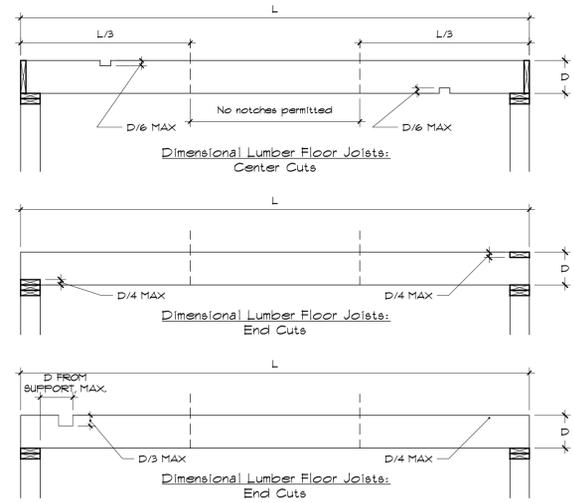 L
L/3
L/3
D
No notches permitted
D/6 MAX
D/6 MAX
Dimensional Lumber Floor Joists:
Center Cuts
L
D
D/4 MAX
D/4 MAX
Dimensional Lumber Floor Joists:
End Cuts
L
D FROM
SUPPORT, MAX.
D
D/3 MAX
D/4 MAX
Dimensional Lumber Floor Joists:
End Cuts